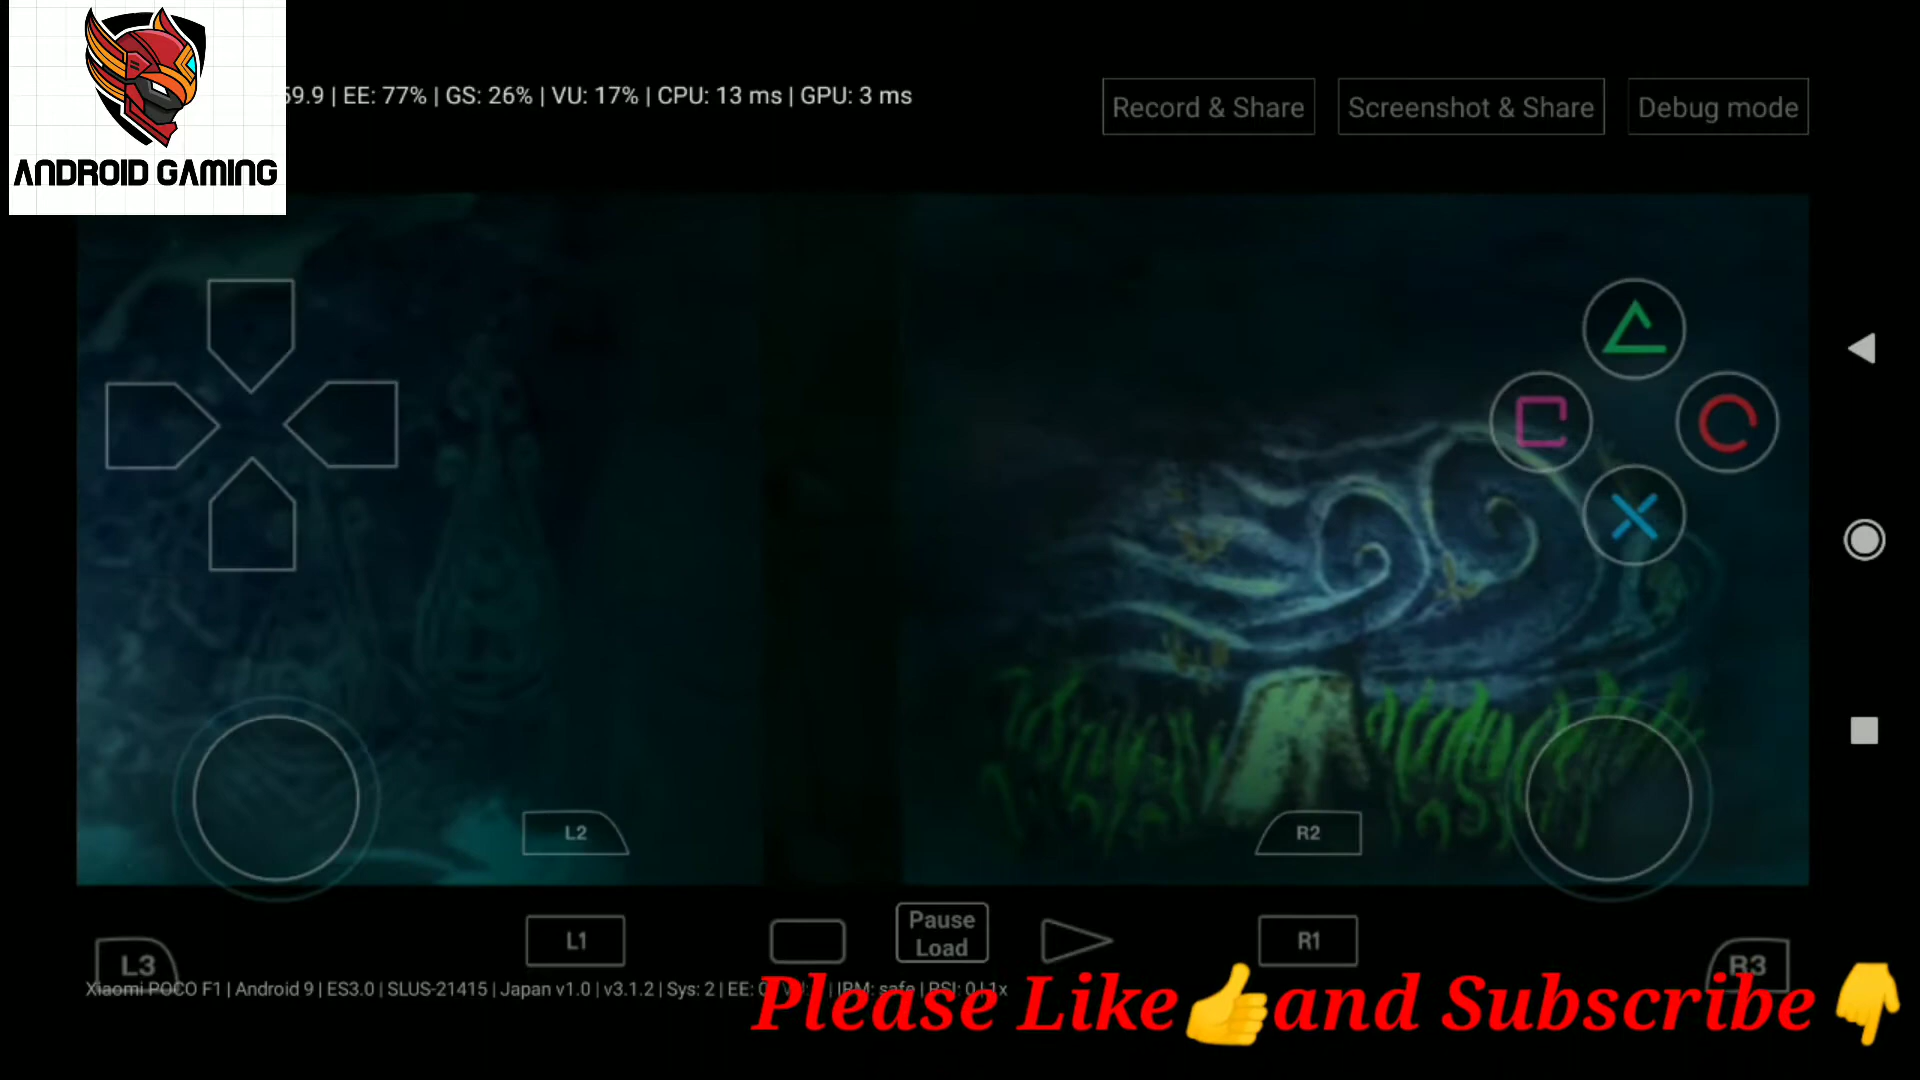 59.9 | EE: 77% | GS: 26% | VU: 17% | CPU: 13 ms | GPU: 3 ms
Record & Share
Screenshot & Share
Debug mode
ANDROID GAMING
L2
R2
L1
Pause
Load
R1
L3
R3
Xiaomi POCO F1 | Android 9 | ES3.0 | SLUS-21415 | Japan v1.0 | v3.1.2 | Sys: 2 | EE:
Please Like👍and Subscribe👇